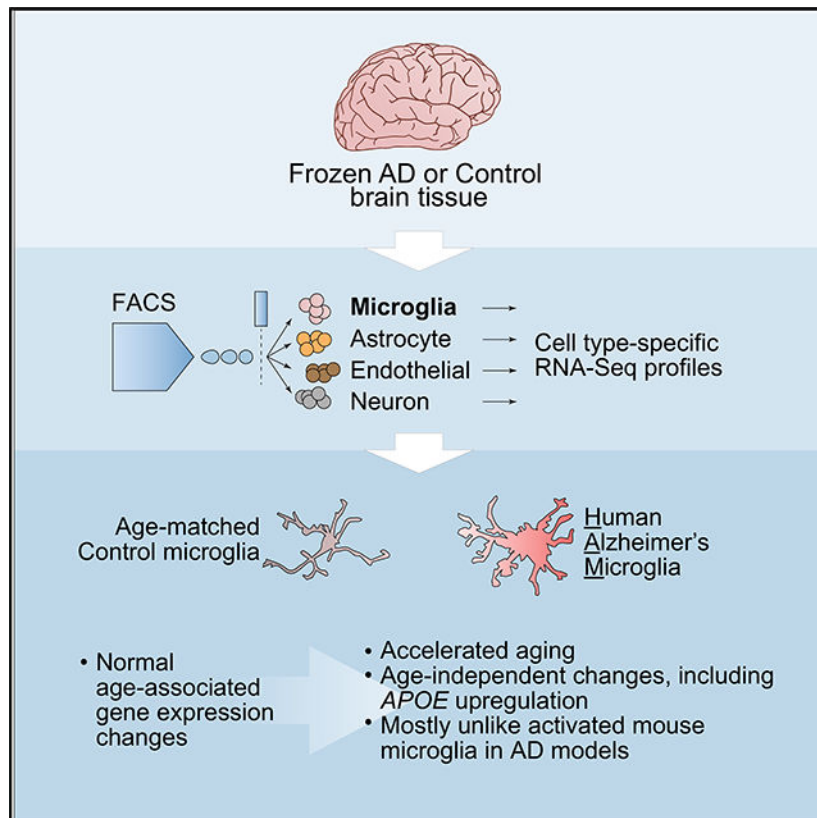 Frozen AD or Control
brain tissue
FACS
Microglia
Astrocyte
Endothelial
Neuron
Cell type-specific
RNA-Seq profiles
Age-matched
Control microglia
Human
Alzheimer's
Microglia
• Normal
age-associated
gene expression
changes
• Accelerated aging
• Age-independent changes, including
APOE upregulation
• Mostly unlike activated mouse
microglia in AD models